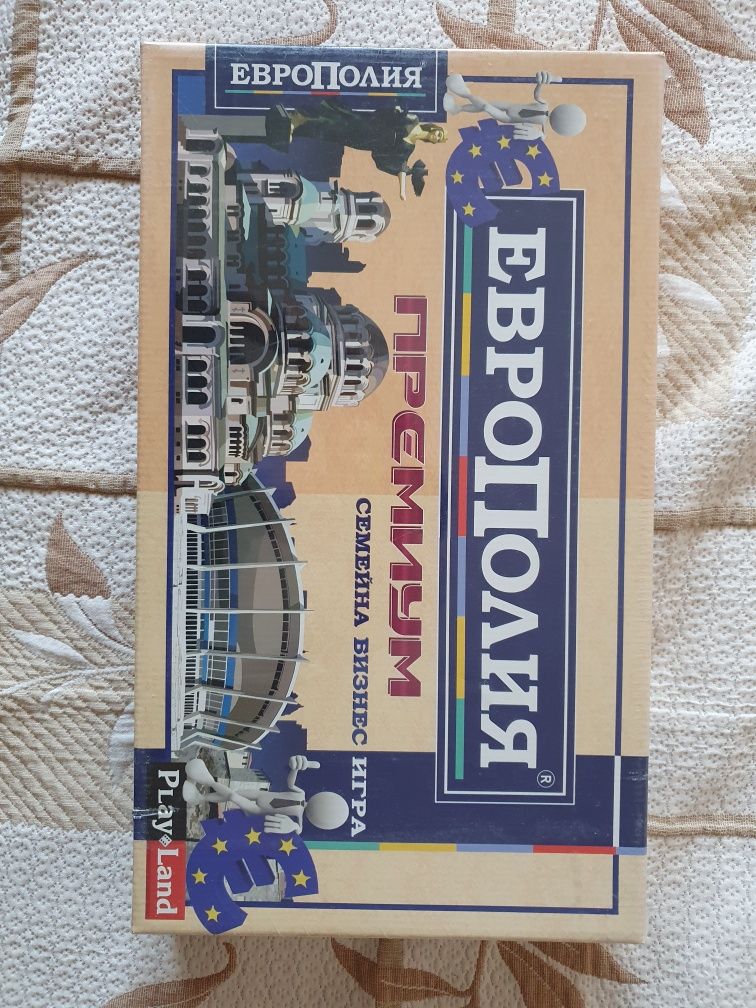 ЕВРОПОЛИЯ
ЕВРОПОЛИЯ®
ПРЕМИУМ
СЕМЕЙНА БИЗНЕС ИГРА
PLay Land